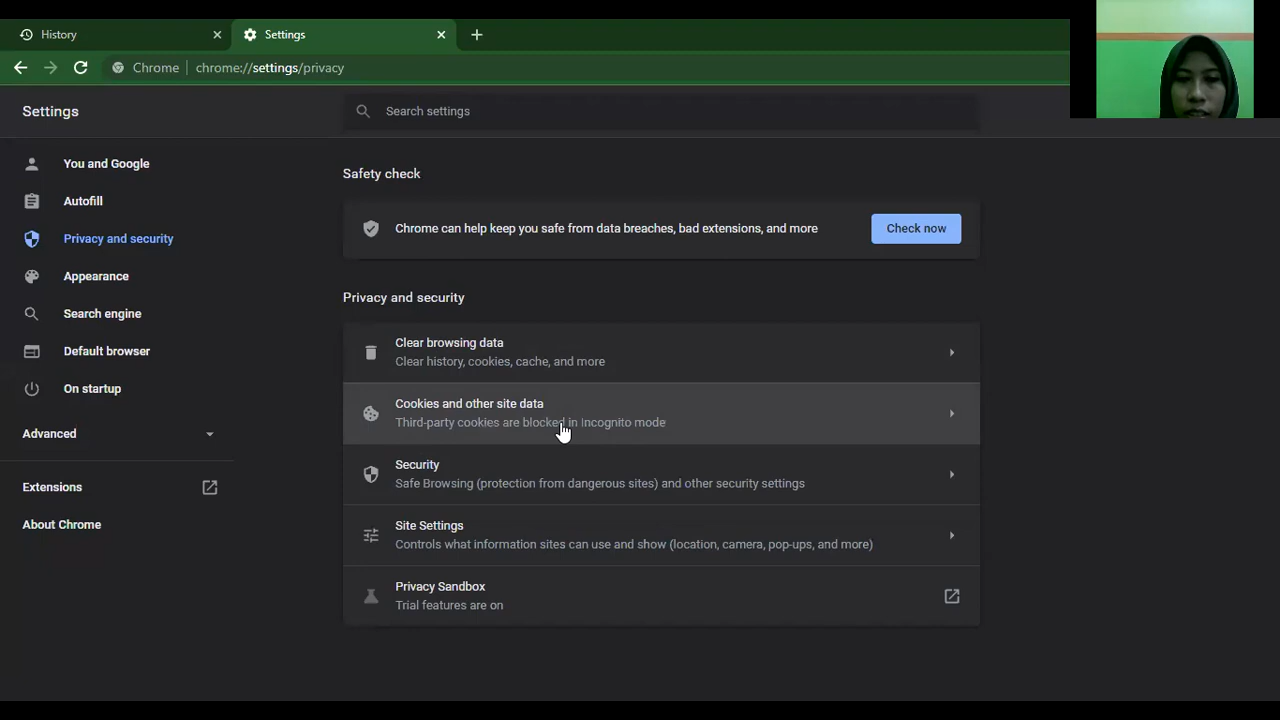 History
Settings
Chrome
chrome://settings/privacy
Settings
Search settings
You and Google
Autofill
Privacy and security
Appearance
Search engine
Default browser
On startup
Advanced
Extensions
About Chrome
Safety check
Chrome can help keep you safe from data breaches, bad extensions, and more
Check now
Privacy and security
Clear browsing data
Clear history, cookies, cache, and more
Cookies and other site data
Third-party cookies are blocked in Incognito mode
Security
Safe Browsing (protection from dangerous sites) and other security settings
Site Settings
Controls what information sites can use and show (location, camera, pop-ups, and more)
Privacy Sandbox
Trial features are on